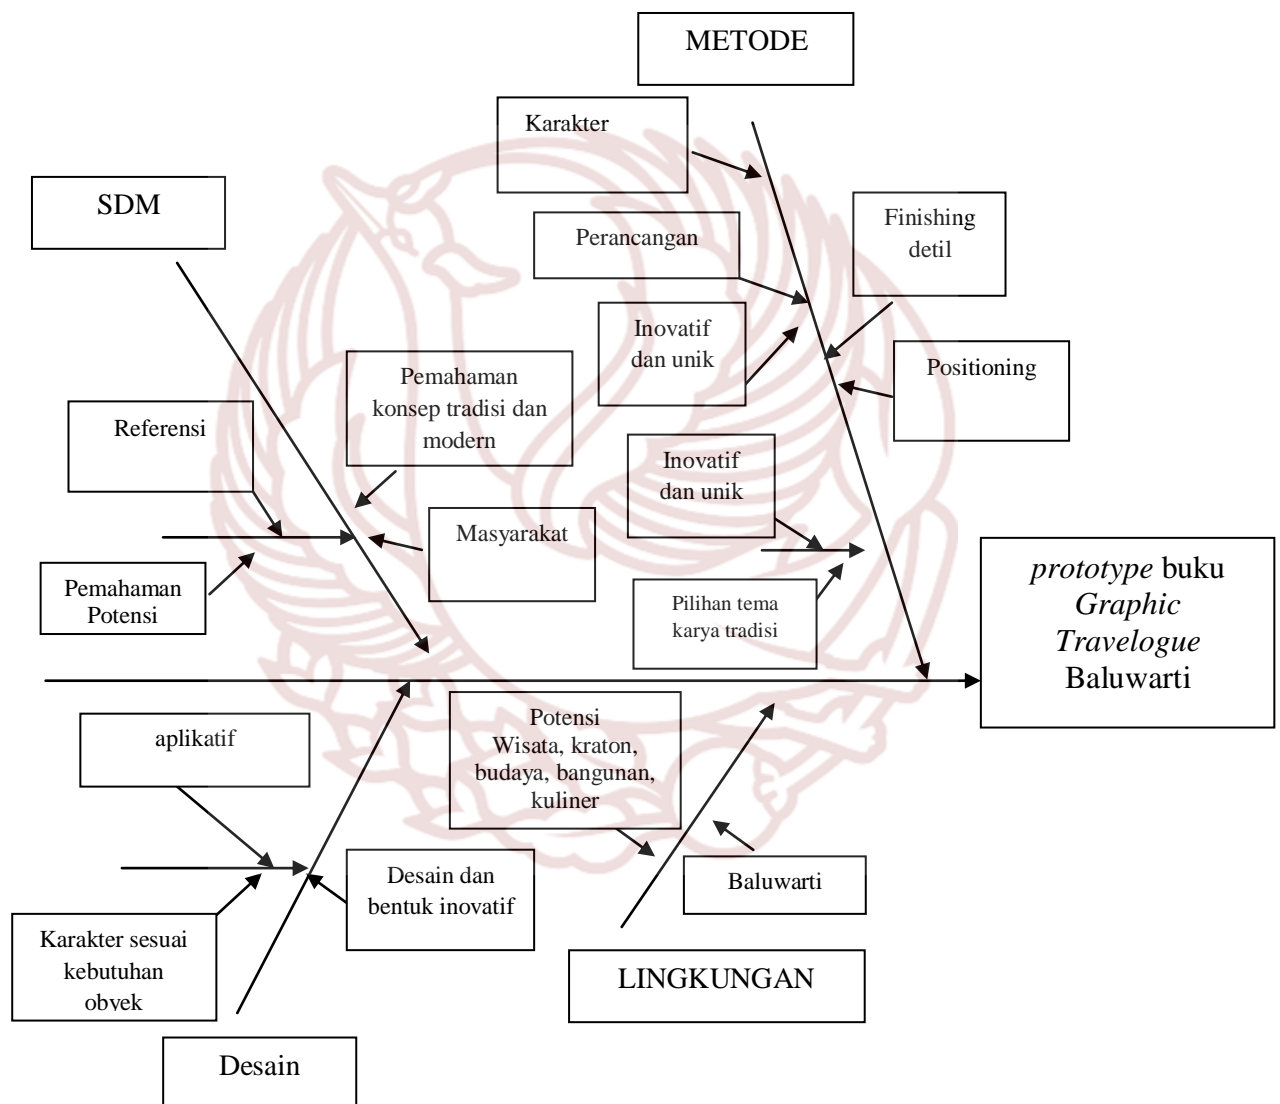 METODE
Karakter
SDM
Finishing
detil
Perancangan
Inovatif
dan unik
Positioning
Pemahaman
konsep tradisi dan
modern
Referensi
Inovatif
dan unik
Masyarakat
Pemahaman
Potensi
Pilihan tema
karya tradisi
prototype buku
Graphic
Travelogue
Baluwarti
aplikatif
Potensi
Wisata, kraton,
budaya, bangunan,
kuliner
Desain dan
bentuk inovatif
Baluwarti
Karakter sesuai
kebutuhan
obyek
LINGKUNGAN
Desain